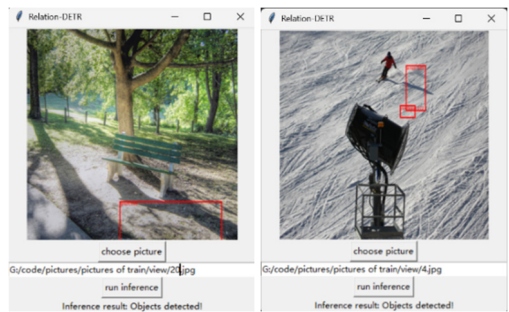 Relation-DETR
choose picture
G:/code/pictures/pictures of train/view/20.jpg
run inference
Inference result: Objects detected!
Relation-DETR
choose picture
G:/code/pictures/pictures of train/view/4.jpg
run inference
Inference result: Objects detected!